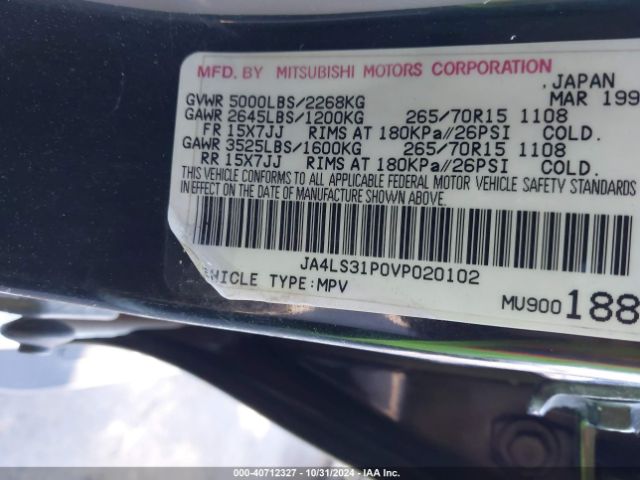 MFD. BY MITSUBISHI MOTORS CORPORATION
.JAPAN
GVWR 5000LBS/2268KG MAR 199
GAWR 2645LBS/1200KG 265/70R15 1108
FR 15X7JJ RIMS AT 180KPa//26PSI COLD.
GAWR 3525LBS/1600KG 265/70R15 1108
RR 15X7JJ RIMS AT 180KPa//26PSI COLD.
THIS VEHICLE CONFORMS TO ALL APPLICABLE FEDERAL MOTOR VEHICLE SAFETY STANDARDS
IN EFFECT ON THE DATE OF MANUFACTURE SHOWN ABOVE.
JA4LS31P0VP020102
VEHICLE TYPE:MPV
MV900188
000-40712327 - 10/31/2024 - IAA Inc.